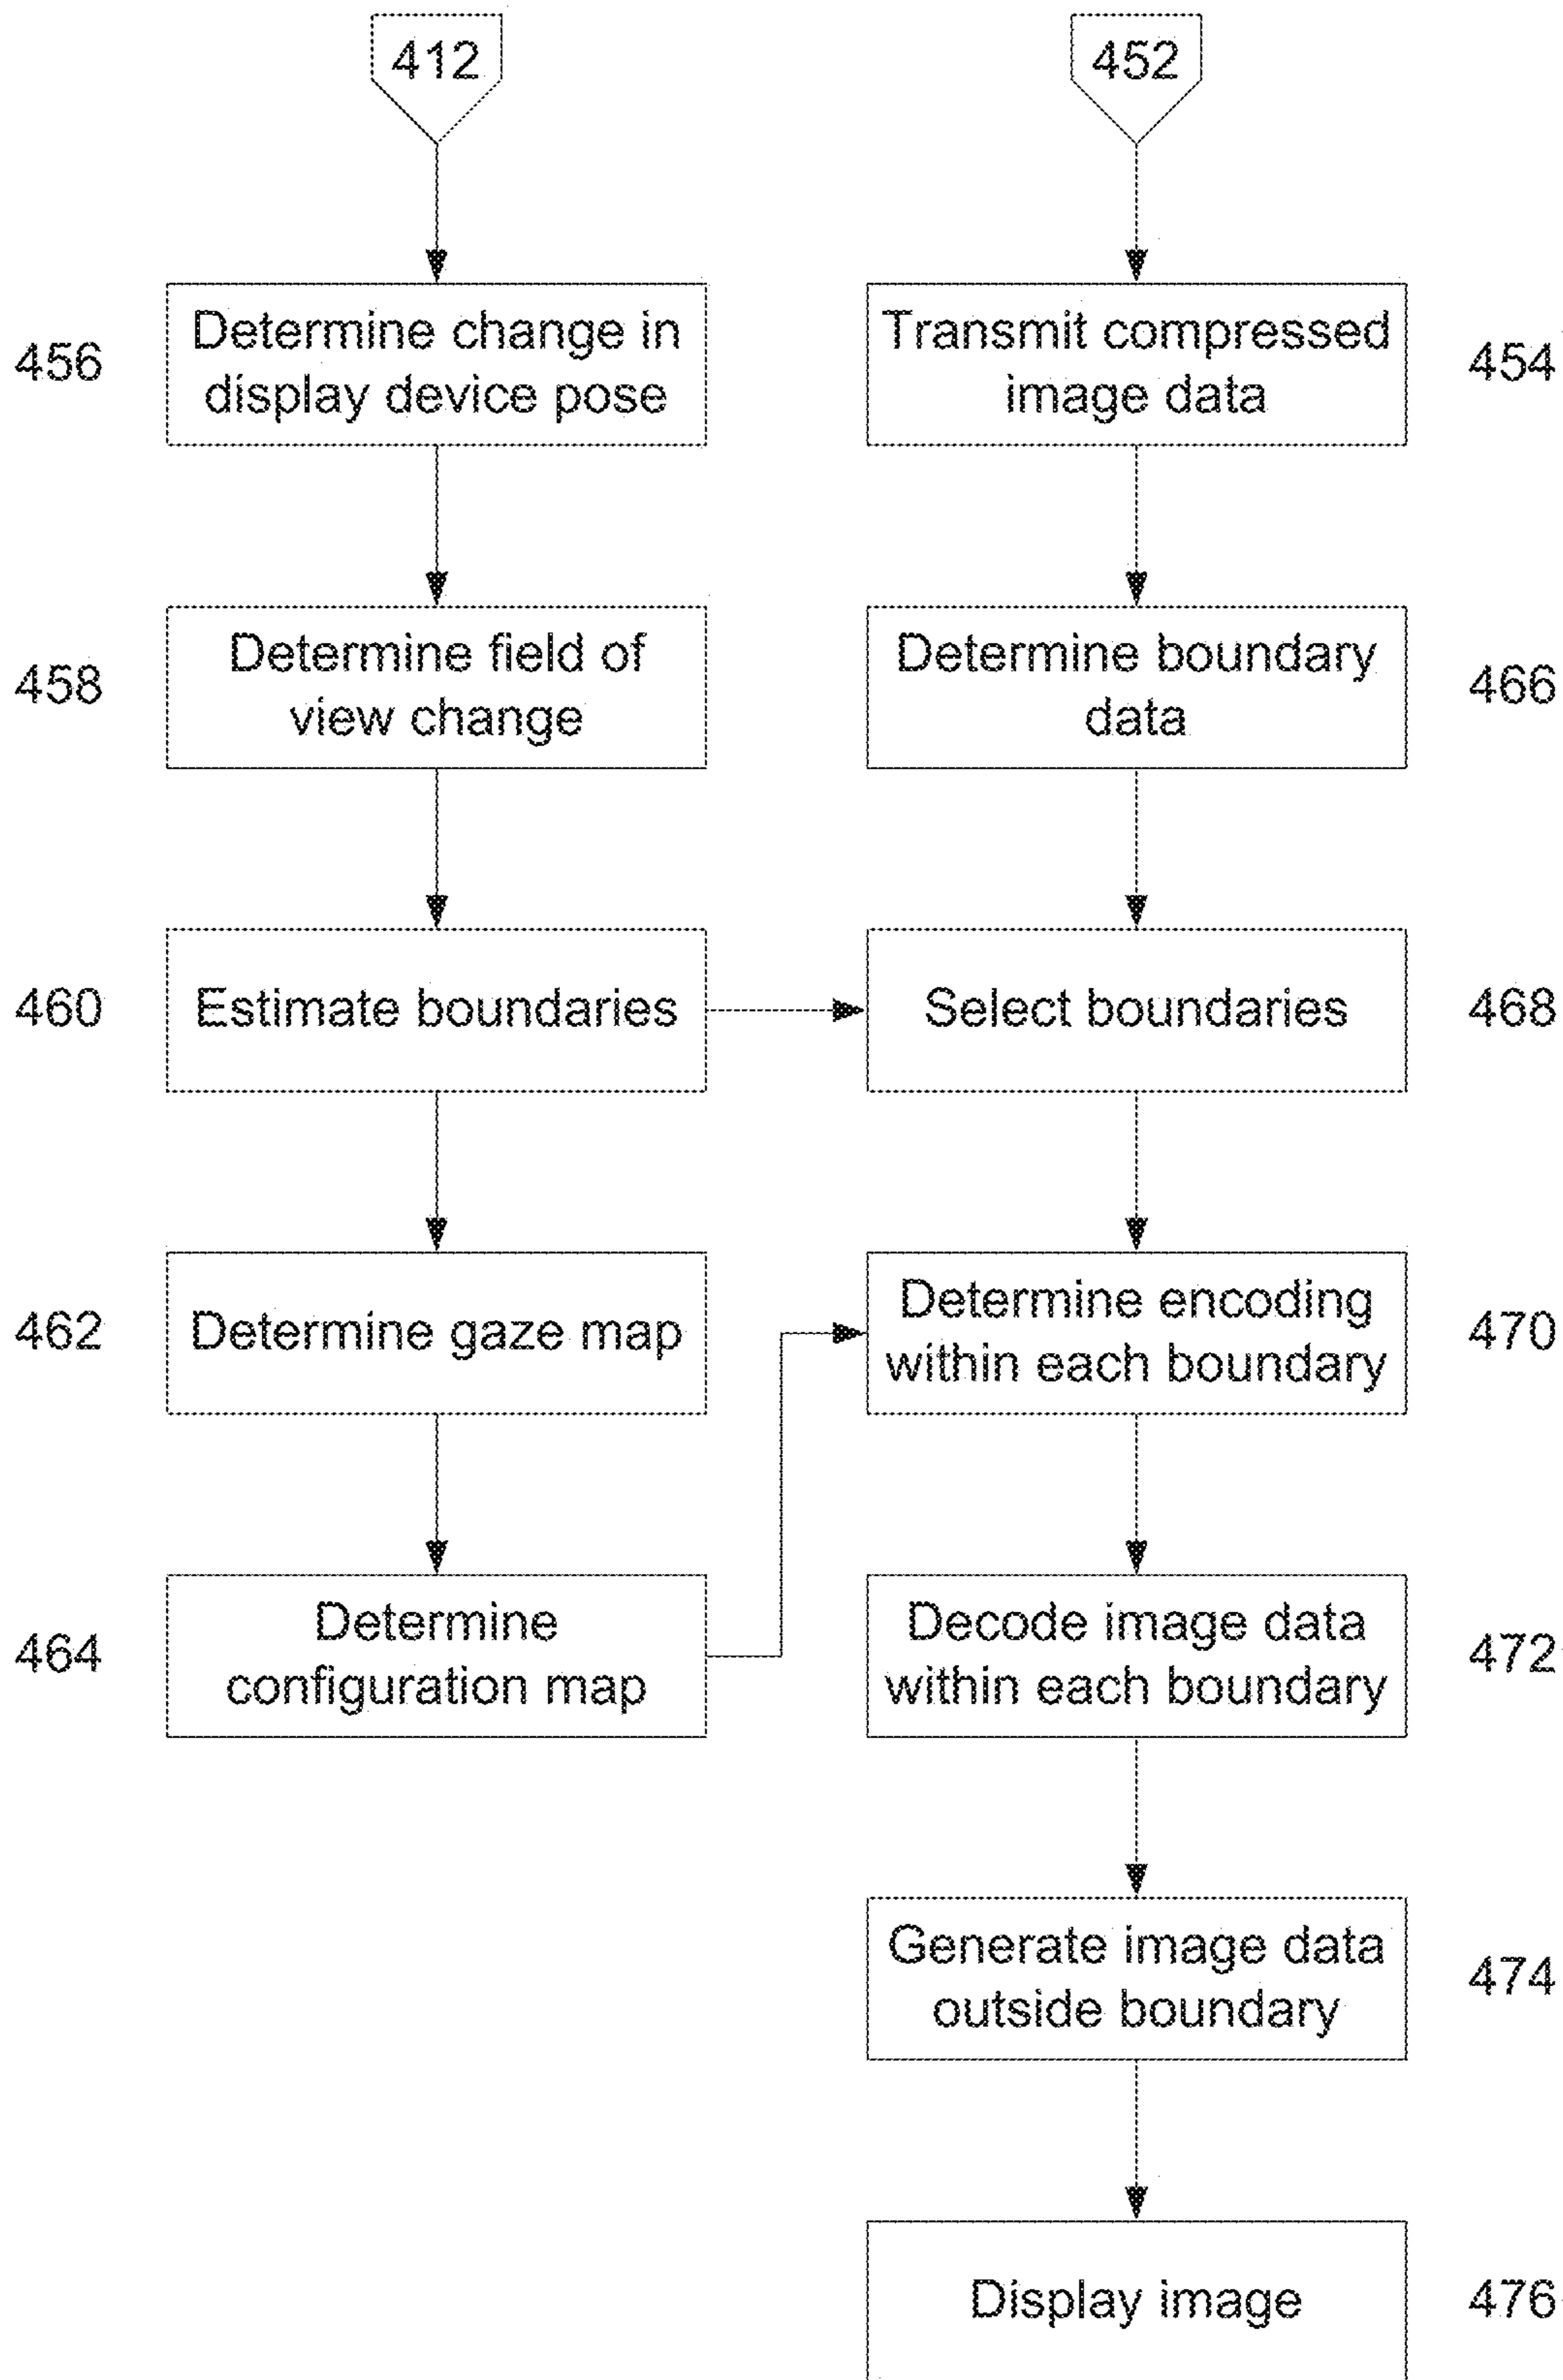 412
452
456
Determine change in
display device pose
Transmit compressed
image data
454
458
Determine field of
view change
Determine boundary
data
466
460
Estimate boundaries
Select boundaries
468
462
Determine gaze map
Determine encoding
within each boundary
470
464
Determine
configuration map
Decode image data
within each boundary
472
Generate image data
outside boundary
474
Display image
476